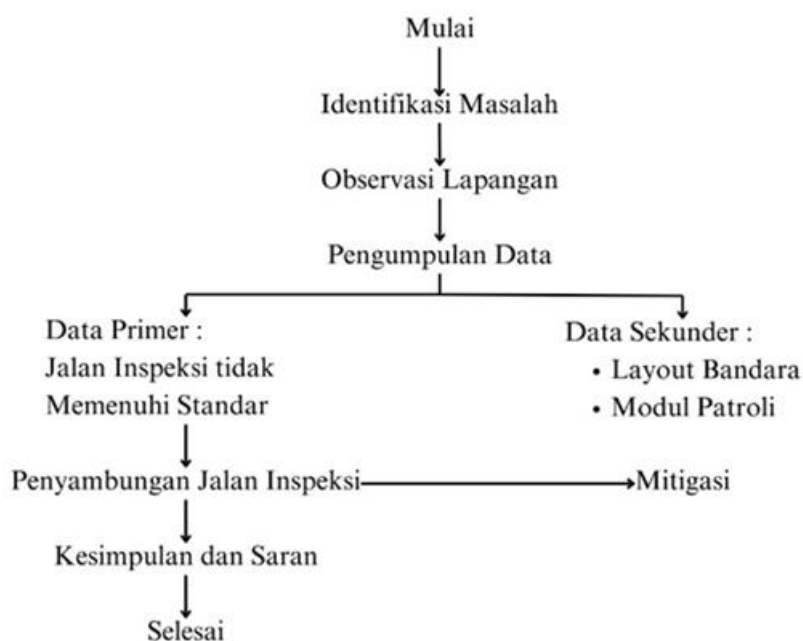 Mulai
Identifikasi Masalah
Observasi Lapangan
Pengumpulan Data
Data Primer :
Jalan Inspeksi tidak
Memenuhi Standar
Data Sekunder :
• Layout Bandara
• Modul Patroli
Penyambungan Jalan Inspeksi
Mitigasi
Kesimpulan dan Saran
Selesai